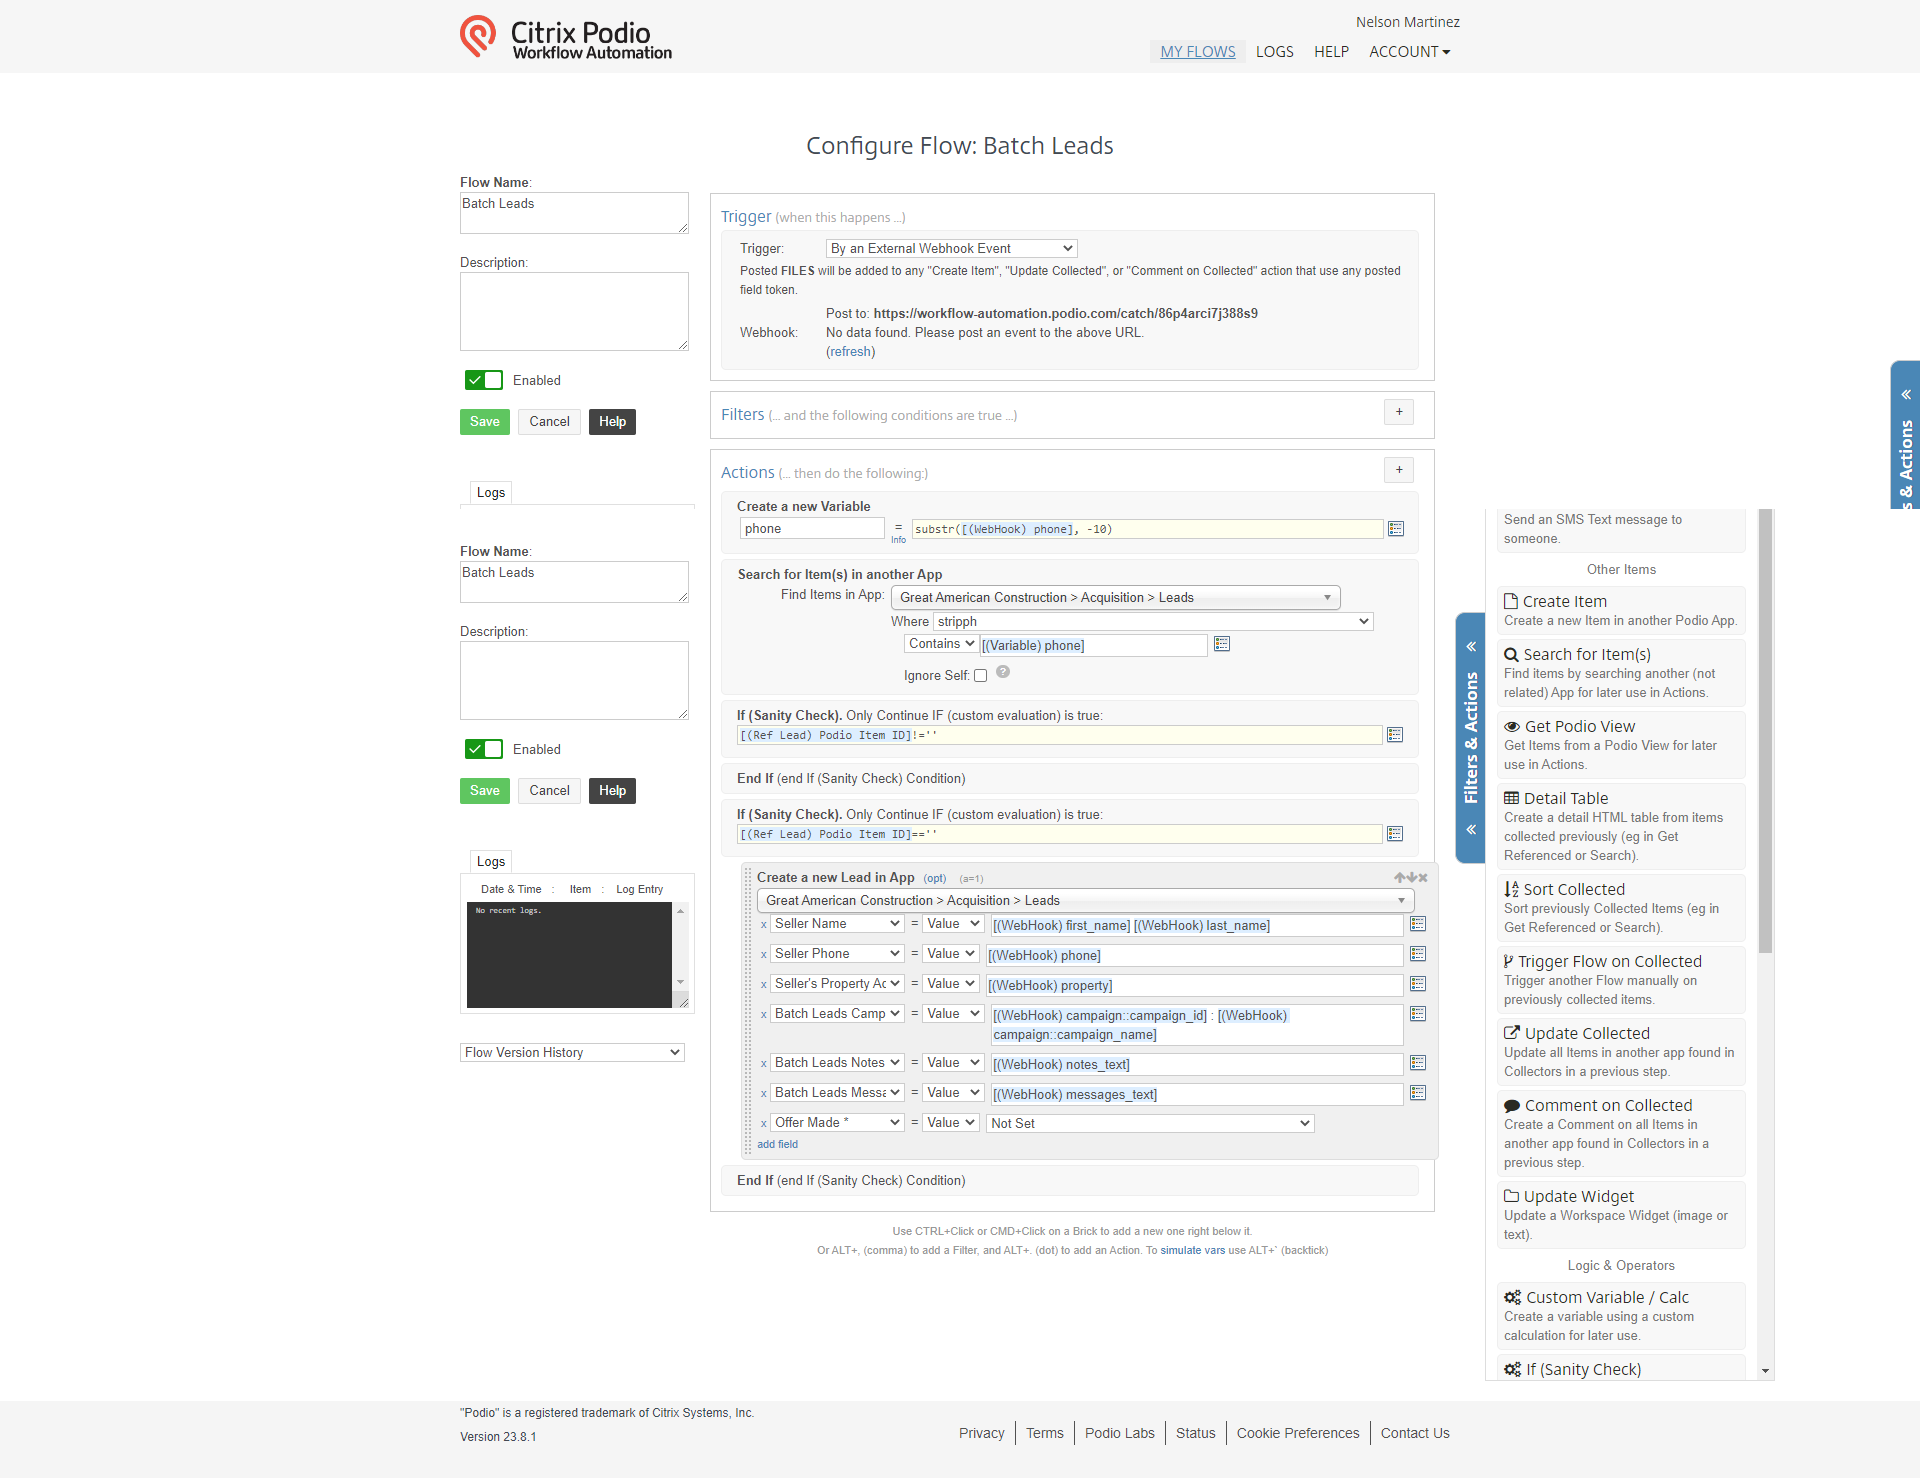 Citrix Podio
Workflow Automation
Nelson Martinez
MY FLOWS LOGS HELP ACCOUNT
Configure Flow: Batch Leads
Flow Name:
Batch Leads
Description:
Enabled
Save Cancel Help
Logs
Trigger (when this happens ...)
Trigger: By an External Webhook Event
Posted FILES will be added to any "Create Item", "Update Collected", or "Comment on Collected" action that use any posted
field token.
Post to: https://workflow-automation.podio.com/catch/86p4arci7j388s9
Webhook: No data found. Please post an event to the above URL.
(refresh)
Filters (... and the following conditions are true ...)
+
Actions (... then do the following:)
+
Create a new Variable
phone = substr([(WebHook) phone], -10)
Info
Search for Item(s) in another App
Find Items in App: Great American Construction > Acquisition > Leads
Where stripph
Contains [(Variable) phone]
Ignore Self: ?
If (Sanity Check). Only Continue IF (custom evaluation) is true:
[(Ref Lead) Podio Item ID]!=''
End If (end If (Sanity Check) Condition)
If (Sanity Check). Only Continue IF (custom evaluation) is true:
[(Ref Lead) Podio Item ID]==''
Create a new Lead in App (opt) (a=1)
Great American Construction > Acquisition > Leads
x Seller Name = Value [(WebHook) first_name] [(WebHook) last_name]
x Seller Phone = Value [(WebHook) phone]
x Seller's Property Ac = Value [(WebHook) property]
x Batch Leads Camp = Value [(WebHook) campaign::campaign_id] : [(WebHook)
campaign::campaign_name]
x Batch Leads Notes = Value [(WebHook) notes_text]
x Batch Leads Messa = Value [(WebHook) messages_text]
x Offer Made * = Value Not Set
add field
End If (end If (Sanity Check) Condition)
Use CTRL+Click or CMD+Click on a Brick to add a new one right below it.
Or ALT+, (comma) to add a Filter, and ALT+. (dot) to add an Action. To simulate vars use ALT+` (backtick)
Flow Name:
Batch Leads
Description:
Enabled
Save Cancel Help
Logs
Date & Time : Item : Log Entry
No recent logs.
Flow Version History
s & Actions
Filters & Actions
Send an SMS Text message to
someone.
Other Items
Create Item
Create a new Item in another Podio App.
Search for Item(s)
Find items by searching another (not
related) App for later use in Actions.
Get Podio View
Get Items from a Podio View for later
use in Actions.
Detail Table
Create a detail HTML table from items
collected previously (eg in Get
Referenced or Search).
Sort Collected
Sort previously Collected Items (eg in
Get Referenced or Search).
Trigger Flow on Collected
Trigger another Flow manually on
previously collected items.
Update Collected
Update all Items in another app found in
Collectors in a previous step.
Comment on Collected
Create a Comment on all Items in
another app found in Collectors in a
previous step.
Update Widget
Update a Workspace Widget (image or
text).
Logic & Operators
Custom Variable / Calc
Create a variable using a custom
calculation for later use.
If (Sanity Check)
"Podio" is a registered trademark of Citrix Systems, Inc.
Version 23.8.1
Privacy Terms Podio Labs Status Cookie Preferences Contact Us